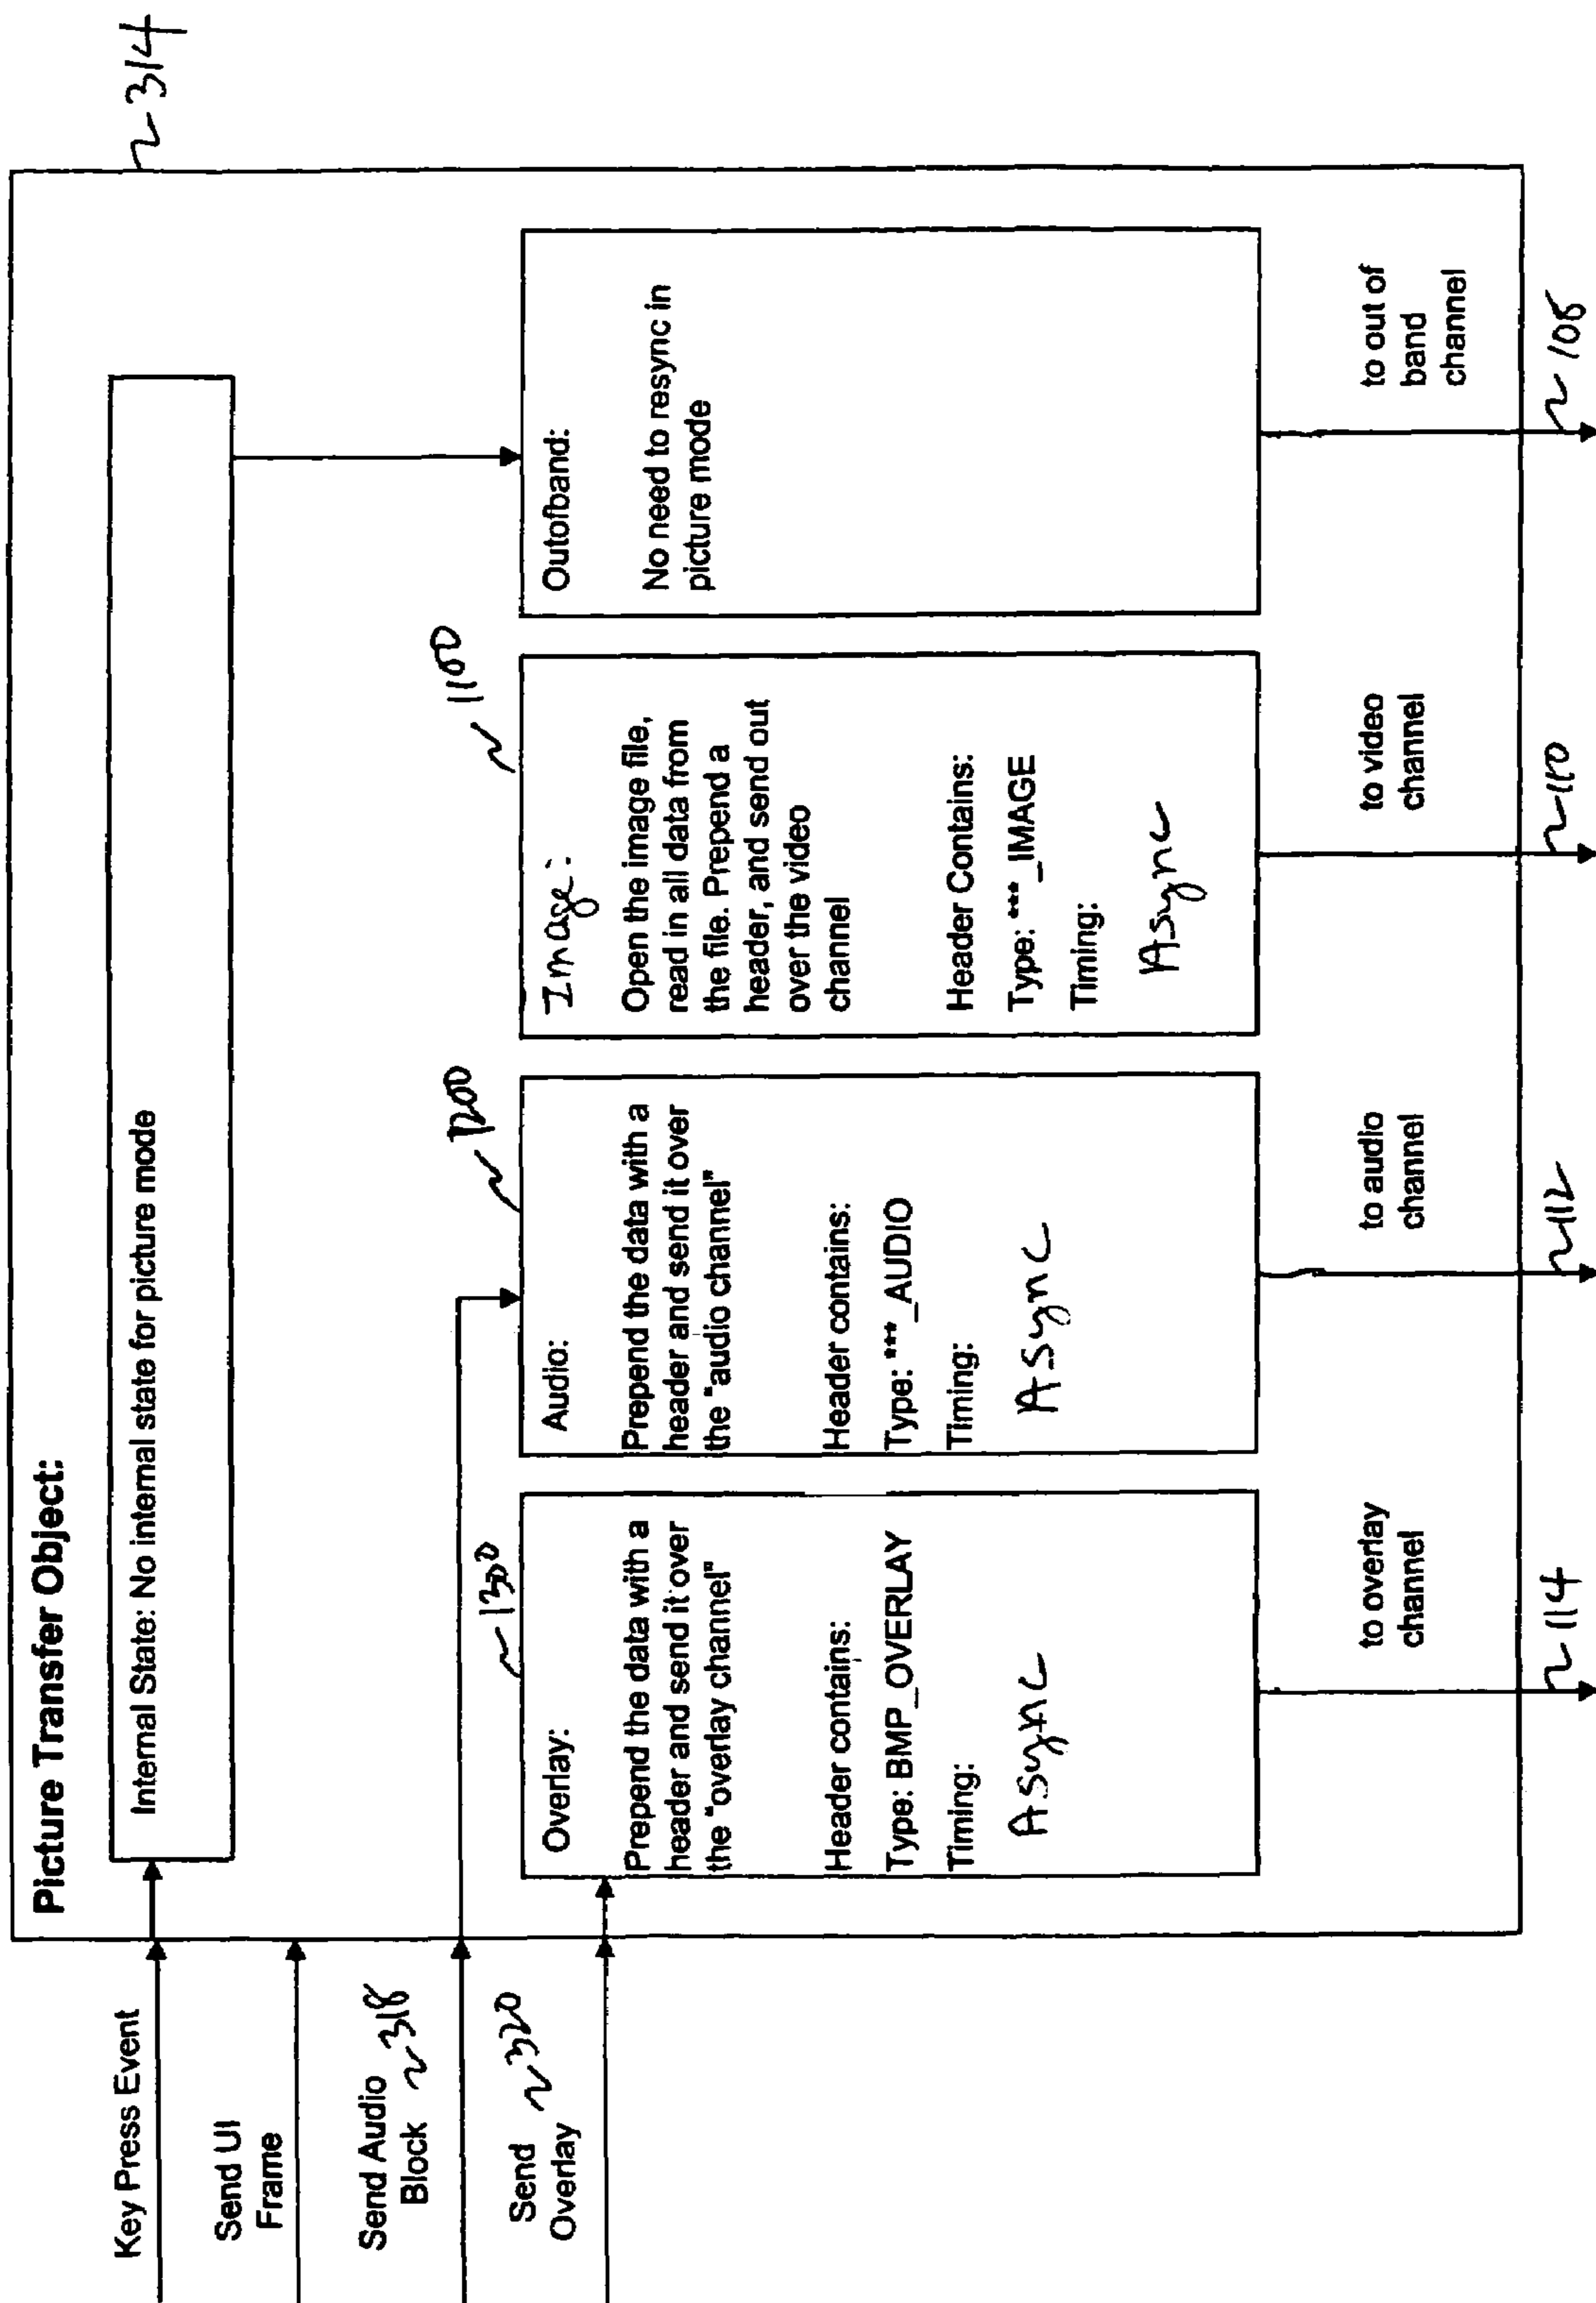 ~314
Picture Transfer Object:
Key Press Event
Internal State: No internal state for picture mode
Send UI
Frame
Send Audio
Block ~318
Send ~320
Overlay
~1300
Overlay:
Prepend the data with a
header and send it over
the "overlay channel"
Header contains:
Type: BMP_OVERLAY
Timing:
Async
to overlay
channel
~114
~1200
Audio:
Prepend the data with a
header and send it over
the "audio channel"
Header contains:
Type: ***_AUDIO
Timing:
Async
to audio
channel
~112
~1100
Image:
Open the image file,
read in all data from
the file. Prepend a
header, and send out
over the video
channel
Header Contains:
Type: ***_IMAGE
Timing:
Async
to video
channel
~110
Outofband:
No need to resync in
picture mode
to out of
band
channel
~108